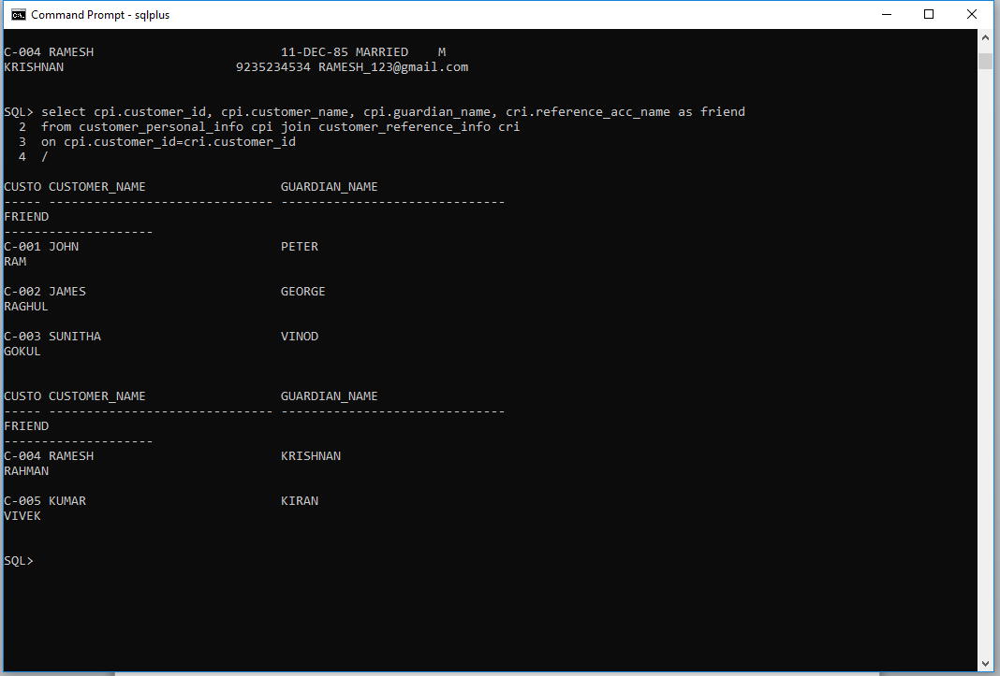 Command Prompt - sqlplus
C-004 RAMESH                         11-DEC-85 MARRIED    M
KRISHNAN                       9235234534 RAMESH_123@gmail.com
SQL> select cpi.customer_id, cpi.customer_name, cpi.guardian_name, cri.reference_acc_name as friend
  2  from customer_personal_info cpi join customer_reference_info cri
  3  on cpi.customer_id=cri.customer_id
  4  /
CUSTO CUSTOMER_NAME                  GUARDIAN_NAME
----- ------------------------------ ------------------------------
FRIEND
--------------------
C-001 JOHN                           PETER
RAM
C-002 JAMES                          GEORGE
RAGHUL
C-003 SUNITHA                        VINOD
GOKUL
CUSTO CUSTOMER_NAME                  GUARDIAN_NAME
----- ------------------------------ ------------------------------
FRIEND
--------------------
C-004 RAMESH                         KRISHNAN
RAHMAN
C-005 KUMAR                          KIRAN
VIVEK
SQL>